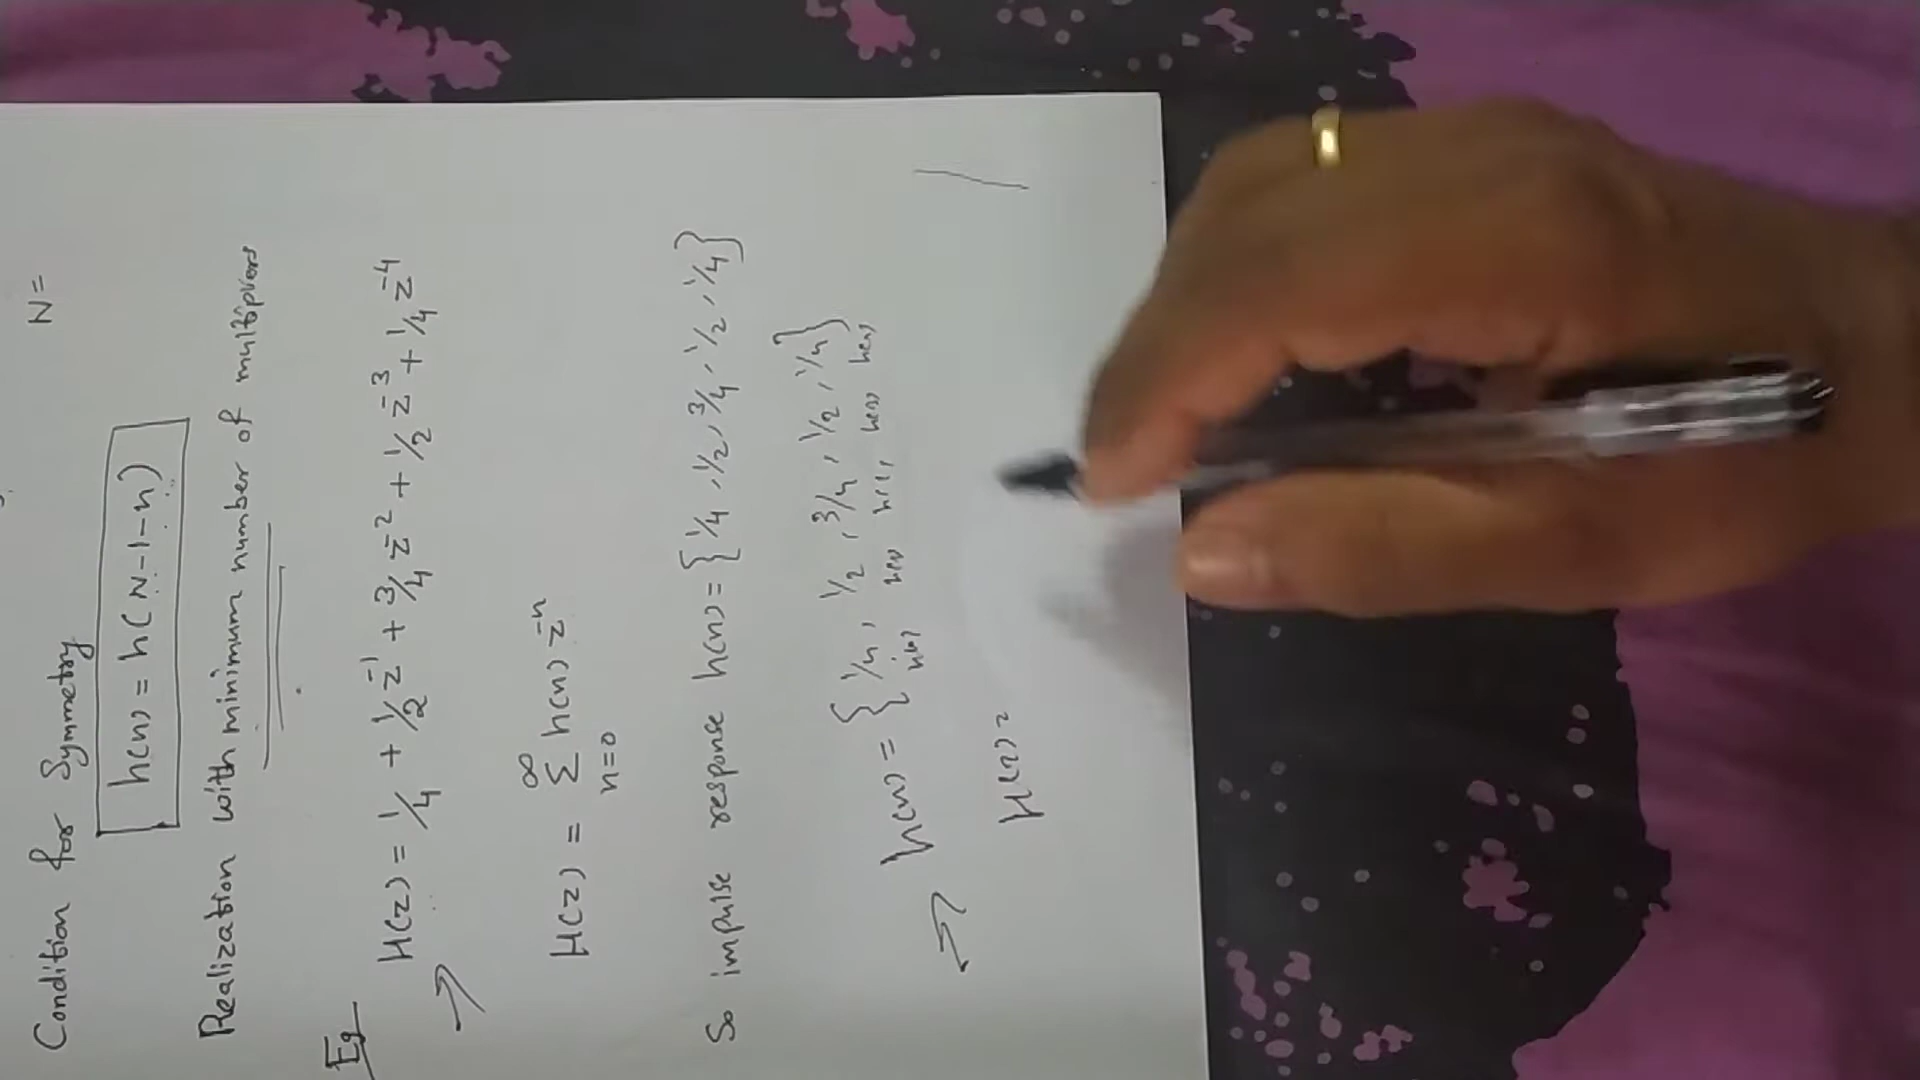 N=
Condition for Symmetry
h(n) = h(N-1-n)
Realization with minimum number of multipliers
Eg
H(z) = 1/4 + 1/2 z^-1 + 3/4 z^-2 + 1/2 z^-3 + 1/4 z^-4
H(z) = ∞ Σ n=0 h(n) z^-n
So impulse response h(n) = {1/4, 1/2, 3/4, 1/2, 1/4}
→ h(n) = {1/4, 1/2, 3/4, 1/2, 1/4}
h(0)
H(z) =